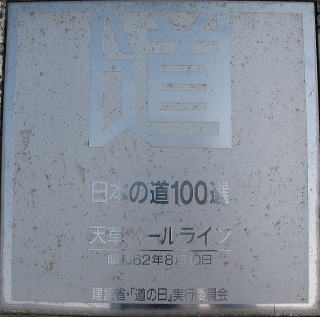 道
日本の道100選
天草パールライン
昭和62年8月10日
建設省・「道の日」実行委員会